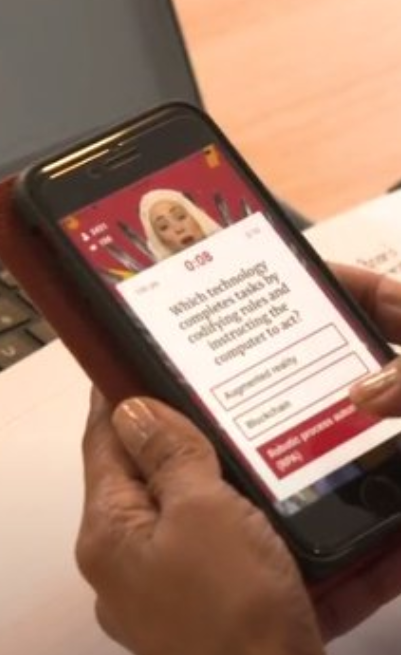 0:08
Which technology
completes tasks by
codifying rules and
instructing the
computer to act?
Augmented reality
Blockchain
Robotic process
(RPA)